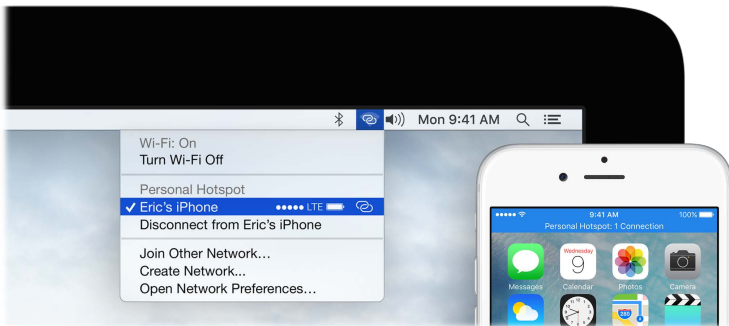 Mon 9:41 AM
Wi-Fi: On
Turn Wi-Fi Off
Personal Hotspot
✓ Eric's iPhone LTE
Disconnect from Eric's iPhone
Join Other Network…
Create Network...
Open Network Preferences…
9:41 AM 100%
Personal Hotspot: 1 Connection
Wednesday
9
Messages Calendar Photos Camera
12
280